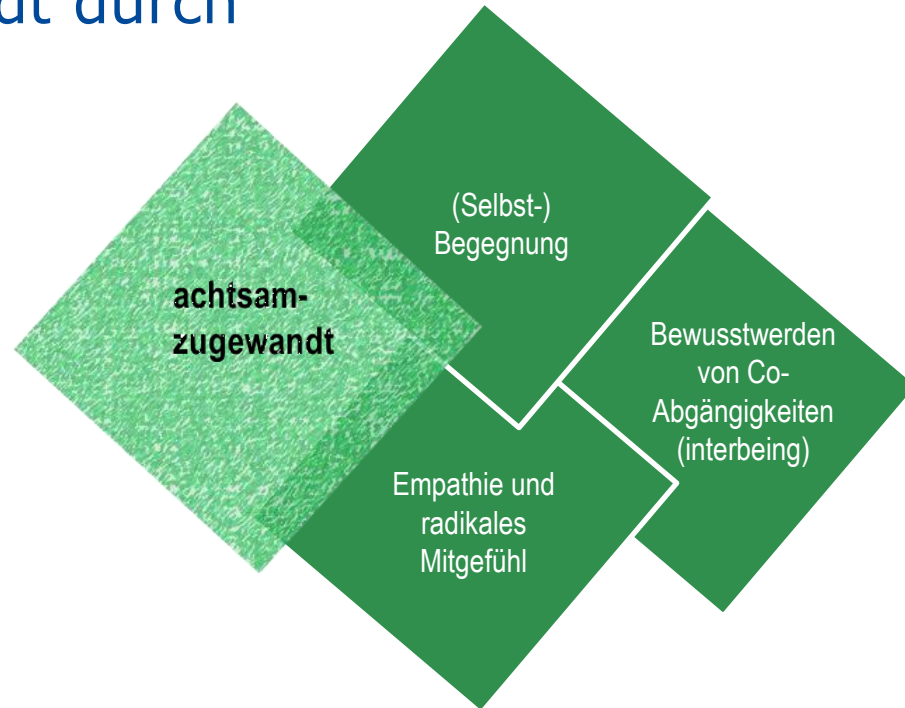 dt durch
(Selbst-)
Begegnung
achtsam-
zugewandt
Bewusstwerden
von Co-
Abgängigkeiten
(interbeing)
Empathie und
radikales
Mitgefühl